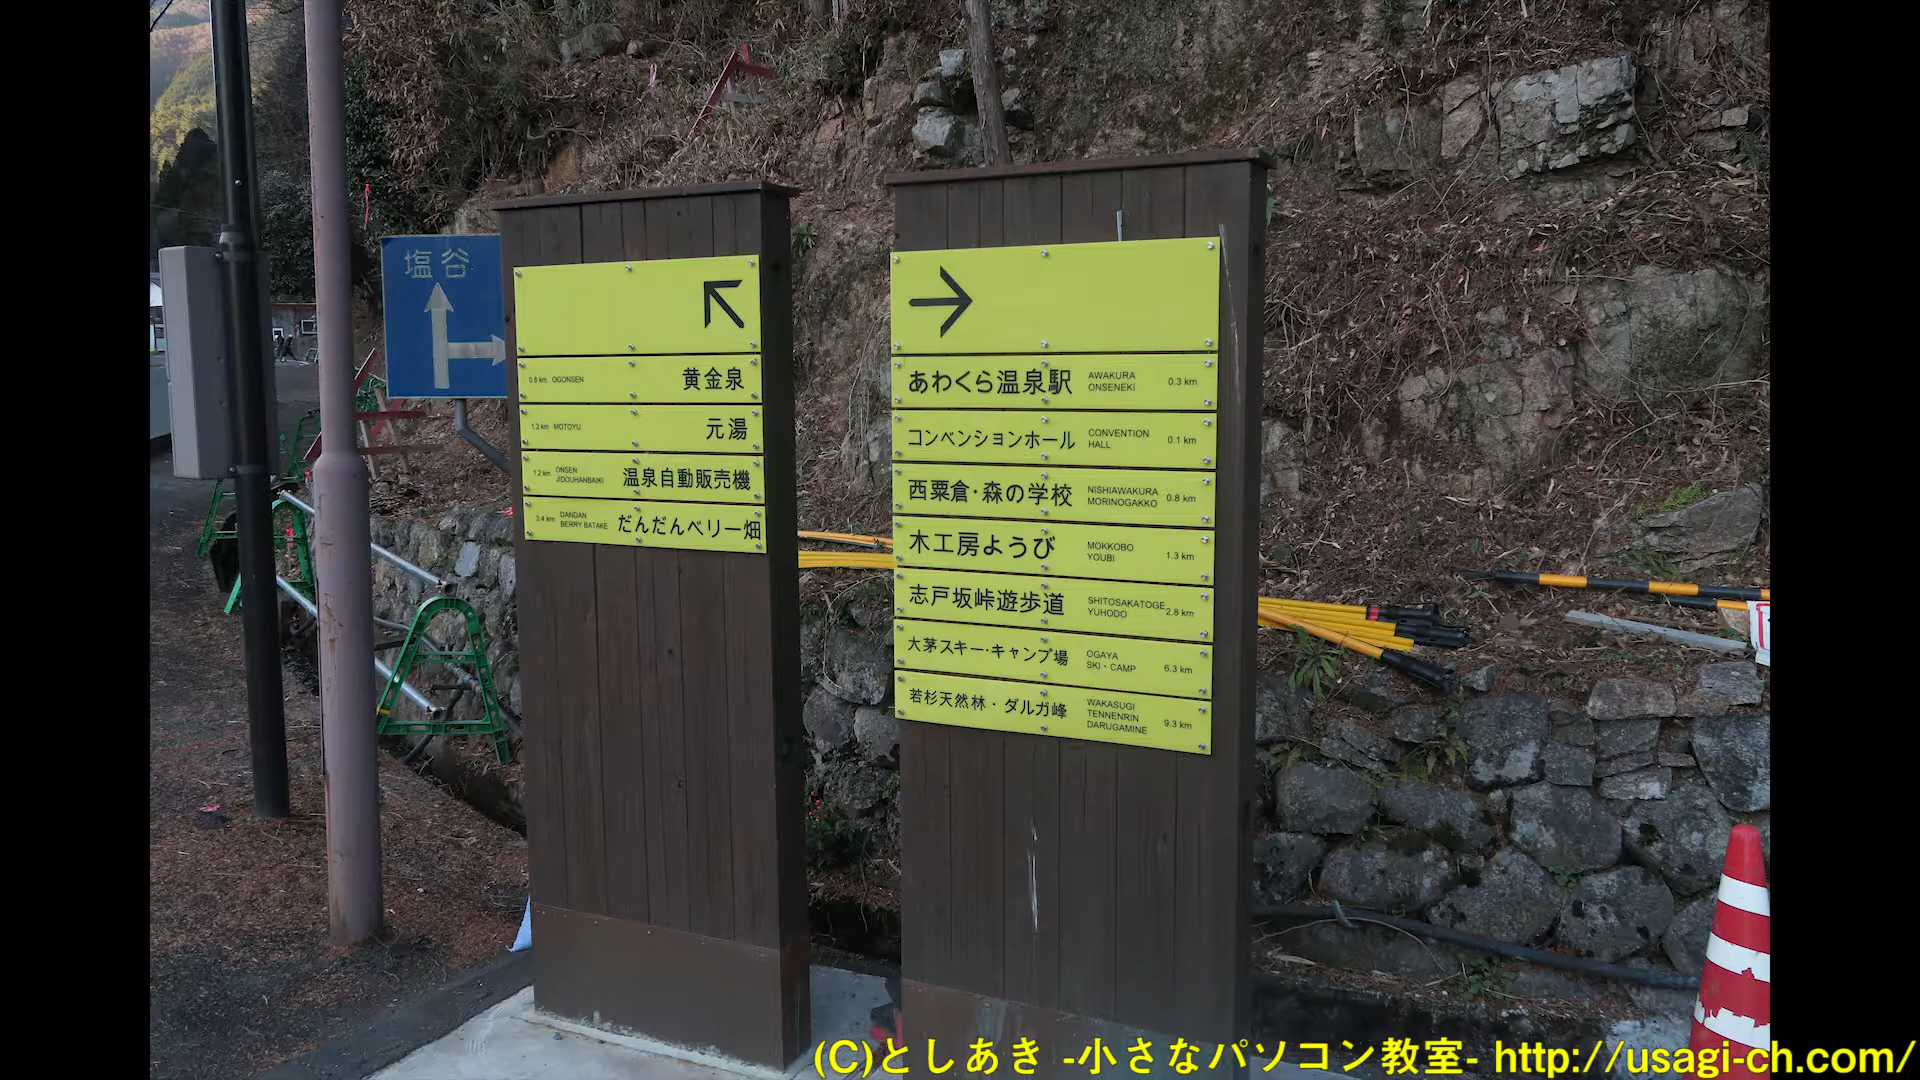 塩谷
黄金泉
0.8 km OGONSEN
元湯
1.2 km MOTOYU
温泉自動販売機
1.2 km ONSEN
JIDOUHANBAIKI
だんだんベリー畑
3.4 km DANDAN
BERRY BATAKE
あわくら温泉駅
AWAKURA
ONSENEKI
0.3 km
コンベンションホール
CONVENTION
HALL
0.1 km
西粟倉・森の学校
NISHIAWAKURA
MORINOGAKKO
0.8 km
木工房ようび
MOKKOBO
YOUBI
1.3 km
志戸坂峠遊歩道
SHITOSAKATOGE
YUHODO
2.8 km
大茅スキー・キャンプ場
OGAYA
SKI・CAMP
6.3 km
若杉天然林・ダルガ峰
WAKASUGI
TENNENRIN
DARUGAMINE
9.3 km
(C)としあき -小さなパソコン教室- http://usagi-ch.com/